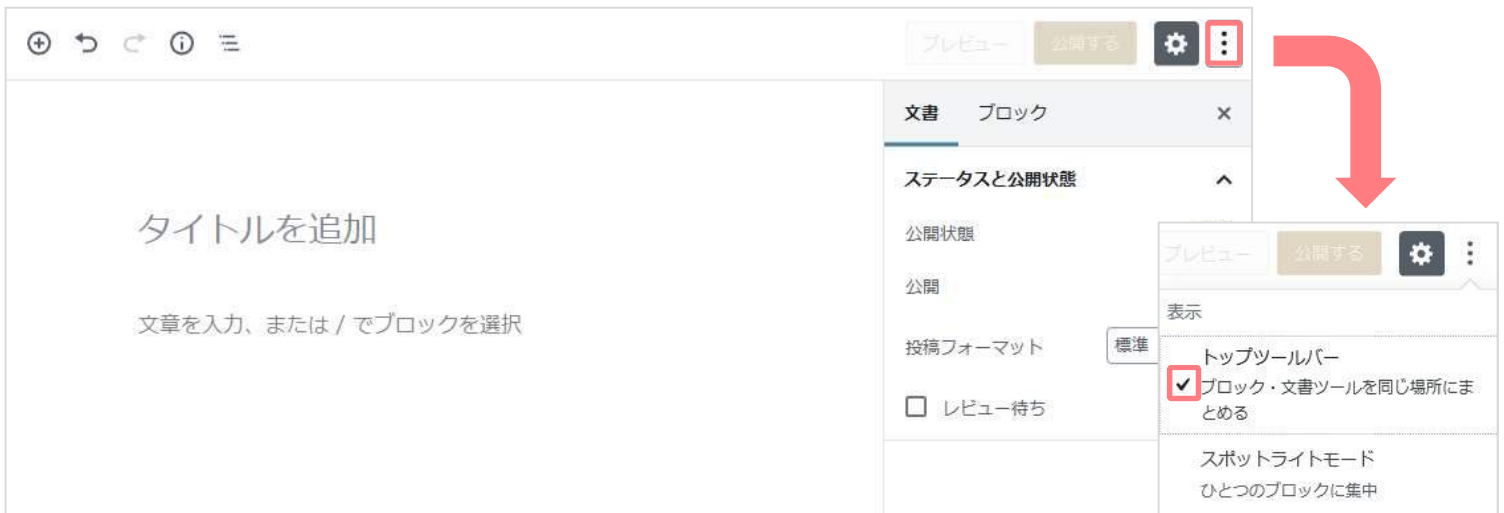 プレビュー 公開する
文書 ブロック ×
ステータスと公開状態
タイトルを追加
公開状態
プレビュー 公開する
公開
表示
文章を入力、または / でブロックを選択
投稿フォーマット 標準
トップツールバー
ブロック・文書ツールを同じ場所にま
とめる
レビュー待ち
スポットライトモード
ひとつのブロックに集中